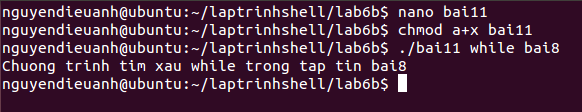 nguyendieuanh@ubuntu:~/laptrinhshell/lab6b$ nano bai11
nguyendieuanh@ubuntu:~/laptrinhshell/lab6b$ chmod a+x bai11
nguyendieuanh@ubuntu:~/laptrinhshell/lab6b$ ./bai11 while bai8
Chuong trinh tim xau while trong tap tin bai8
nguyendieuanh@ubuntu:~/laptrinhshell/lab6b$